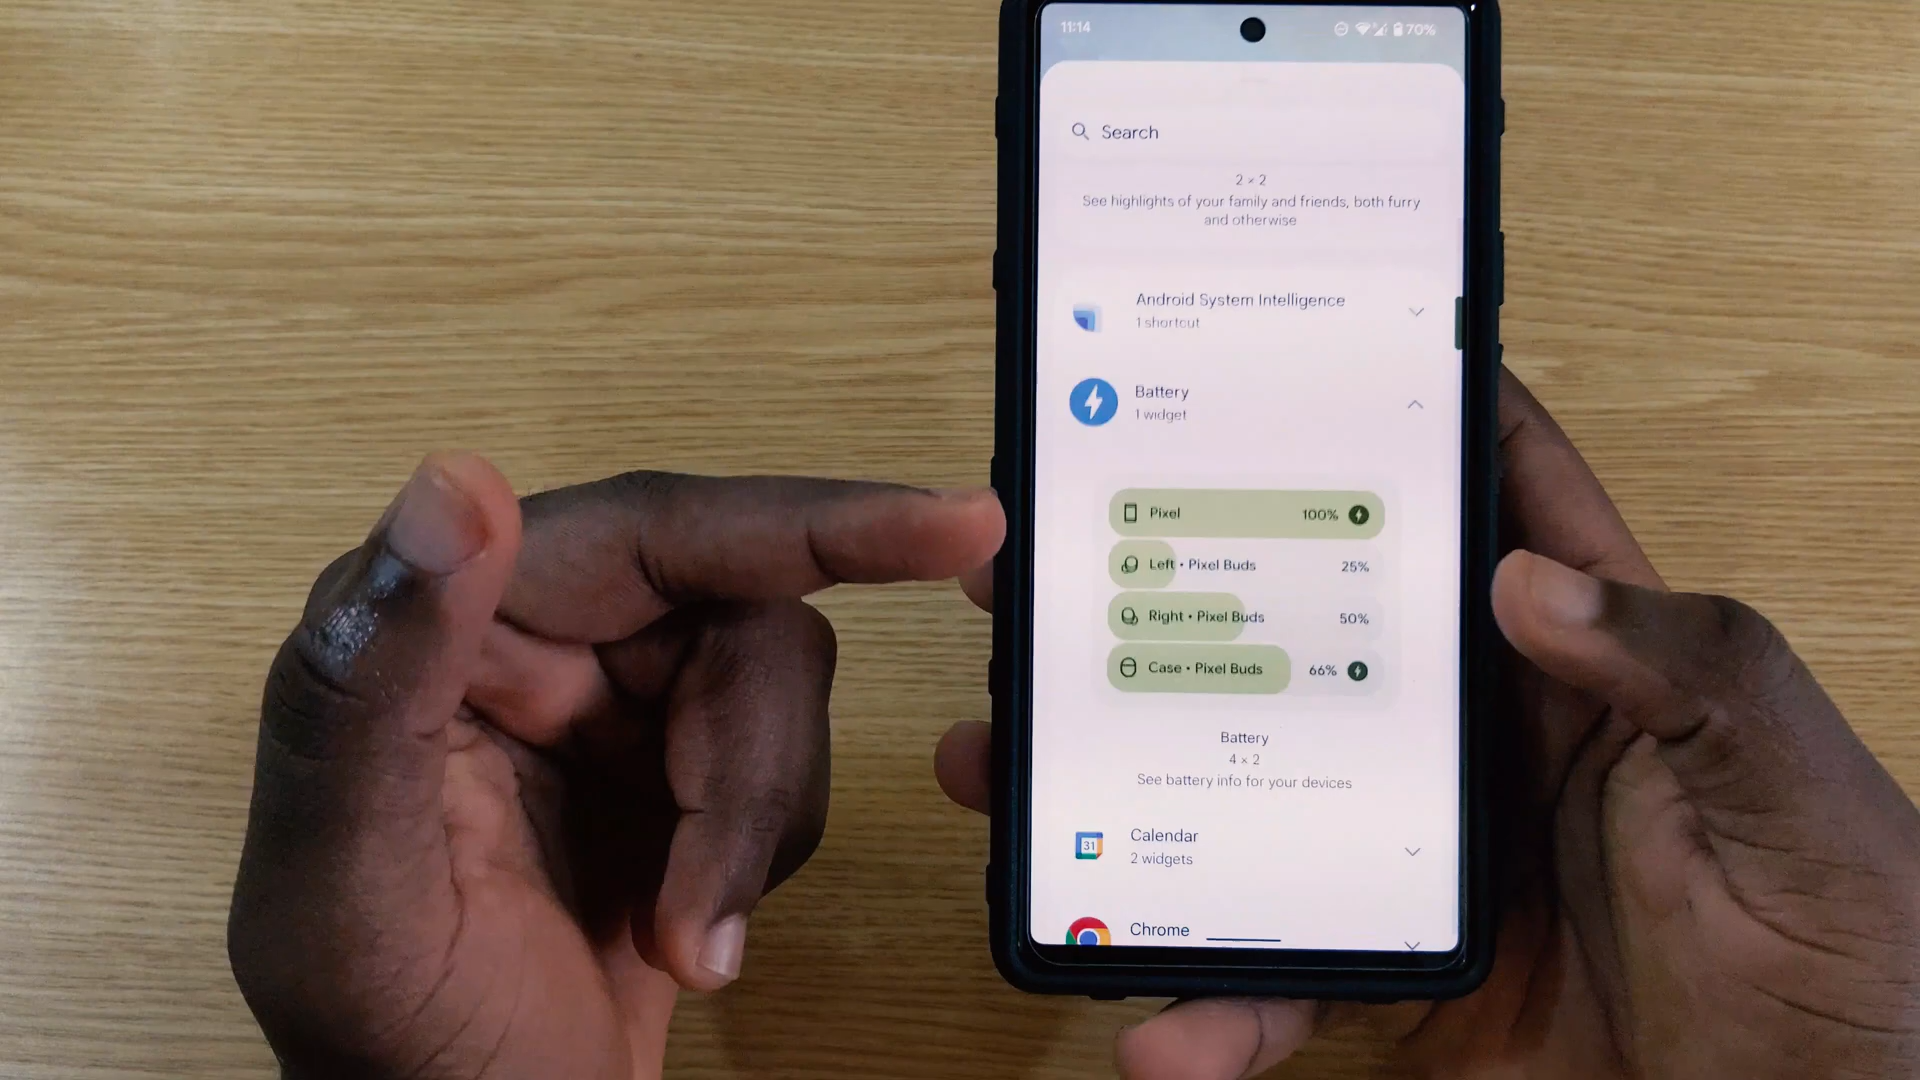 11:14
70%
Search
2 × 2
See highlights of your family and friends, both furry
and otherwise
Android System Intelligence
1 shortcut
Battery
1 widget
Pixel 100%
Left • Pixel Buds 25%
Right • Pixel Buds 50%
Case • Pixel Buds 66%
Battery
4 × 2
See battery info for your devices
31
Calendar
2 widgets
Chrome